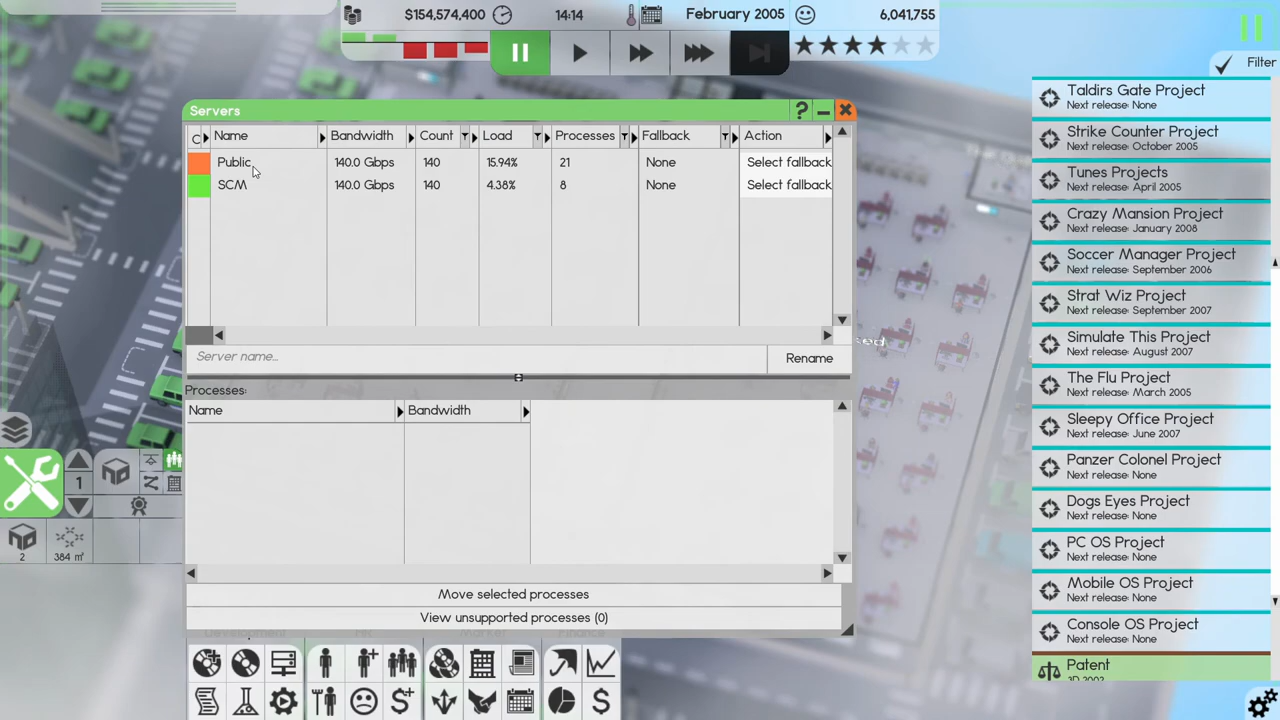 $154,574,400
14:14
February 2005
6,041,755
Filter
Servers
?
C Name Bandwidth Count Load Processes Fallback Action
Public 140.0 Gbps 140 15.94% 21 None Select fallback
SCM 140.0 Gbps 140 4.38% 8 None Select fallback
Server name...
Rename
Processes:
Name Bandwidth
Move selected processes
View unsupported processes (0)
Taldirs Gate Project
Next release: None
Strike Counter Project
Next release: October 2005
Tunes Projects
Next release: April 2005
Crazy Mansion Project
Next release: January 2008
Soccer Manager Project
Next release: September 2006
Strat Wiz Project
Next release: September 2007
Simulate This Project
Next release: August 2007
The Flu Project
Next release: March 2005
Sleepy Office Project
Next release: June 2007
Panzer Colonel Project
Next release: None
Dogs Eyes Project
Next release: None
PC OS Project
Next release: None
Mobile OS Project
Next release: None
Console OS Project
Next release: None
Patent
3D 2002
1
2
384 m²
Development HR Market Finance